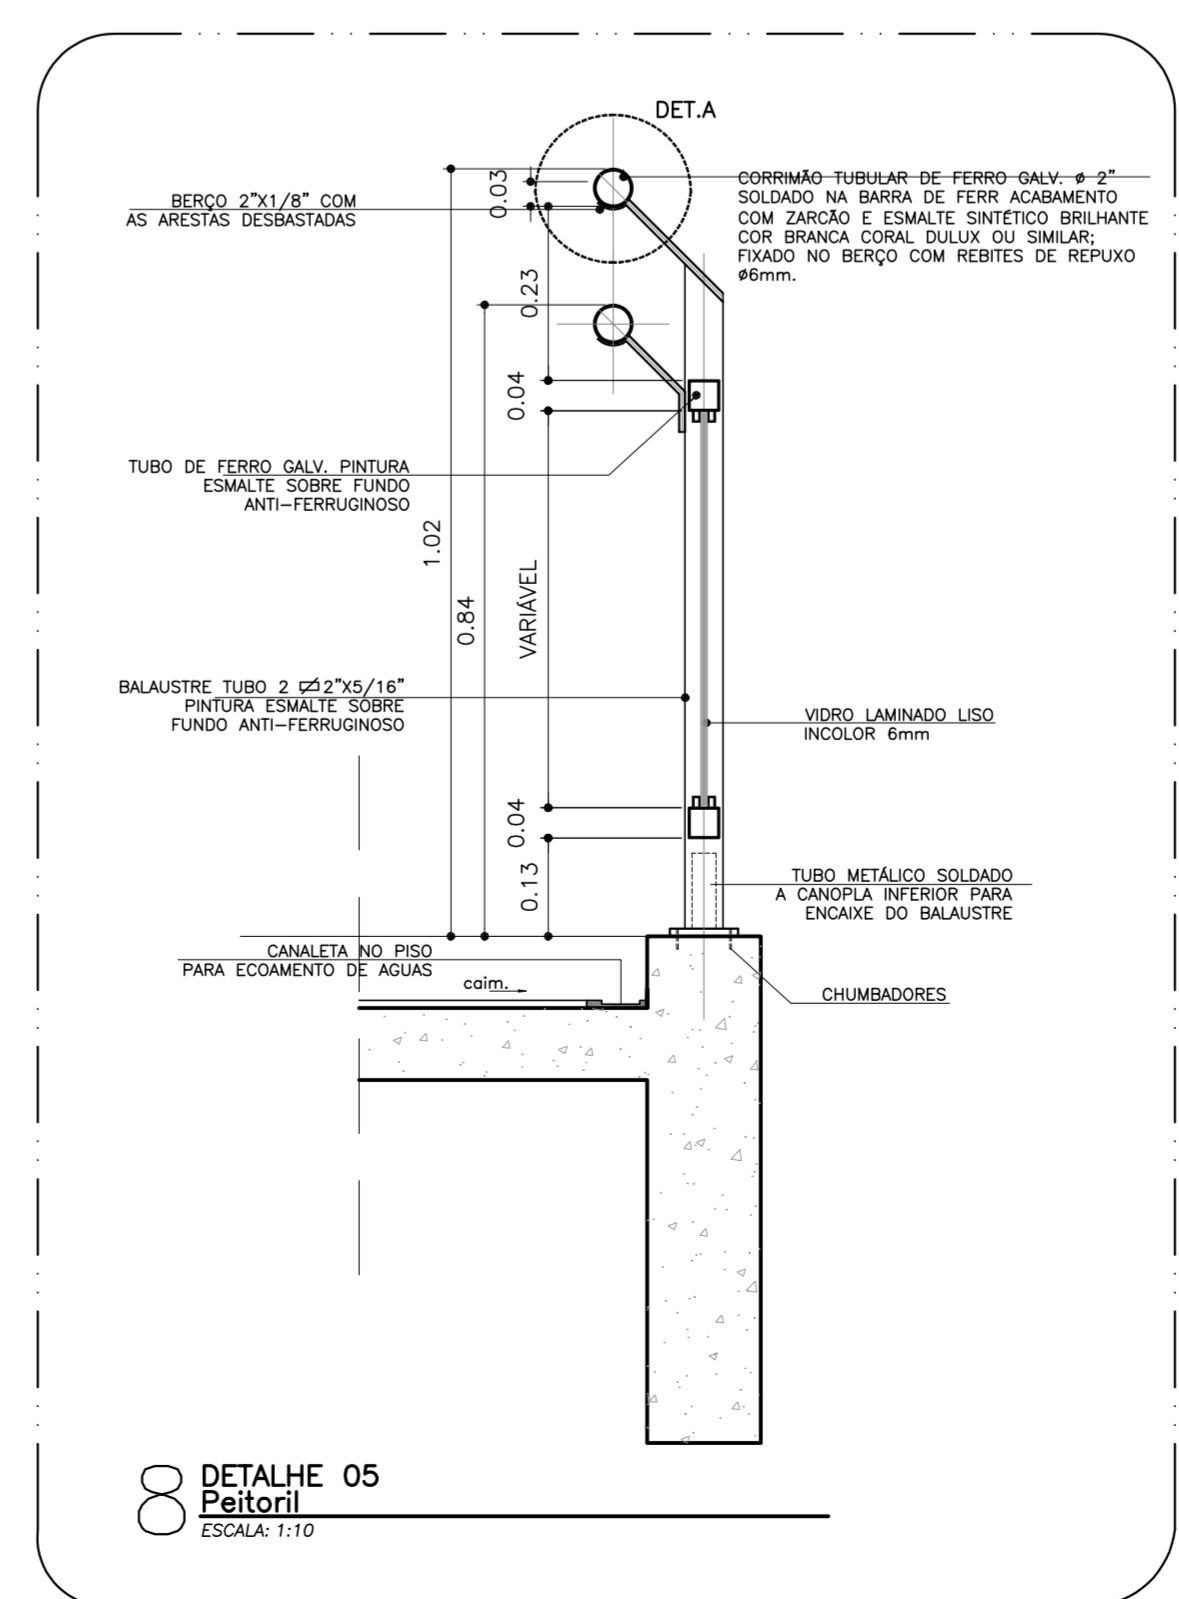 DET.A
BERÇO 2"X1/8" COM
AS ARESTAS DESBASTADAS
0.03
CORRIMÃO TUBULAR DE FERRO GALV. ø 2"
SOLDADO NA BARRA DE FERR ACABAMENTO
COM ZARCÃO E ESMALTE SINTÉTICO BRILHANTE
COR BRANCA CORAL DULUX OU SIMILAR;
FIXADO NO BERÇO COM REBITES DE REPUXO
ø6mm.
0.23
0.04
TUBO DE FERRO GALV. PINTURA
ESMALTE SOBRE FUNDO
ANTI-FERRUGINOSO
1.02
0.84
VARIÁVEL
BALAUSTRE TUBO 2 2"X5/16"
PINTURA ESMALTE SOBRE
FUNDO ANTI-FERRUGINOSO
VIDRO LAMINADO LISO
INCOLOR 6mm
0.04
0.13
TUBO METÁLICO SOLDADO
A CANOPLA INFERIOR PARA
ENCAIXE DO BALAUSTRE
CANALETA NO PISO
PARA ECOAMENTO DE AGUAS
caim.
CHUMBADORES
8
DETALHE 05
Peitoril
ESCALA: 1:10